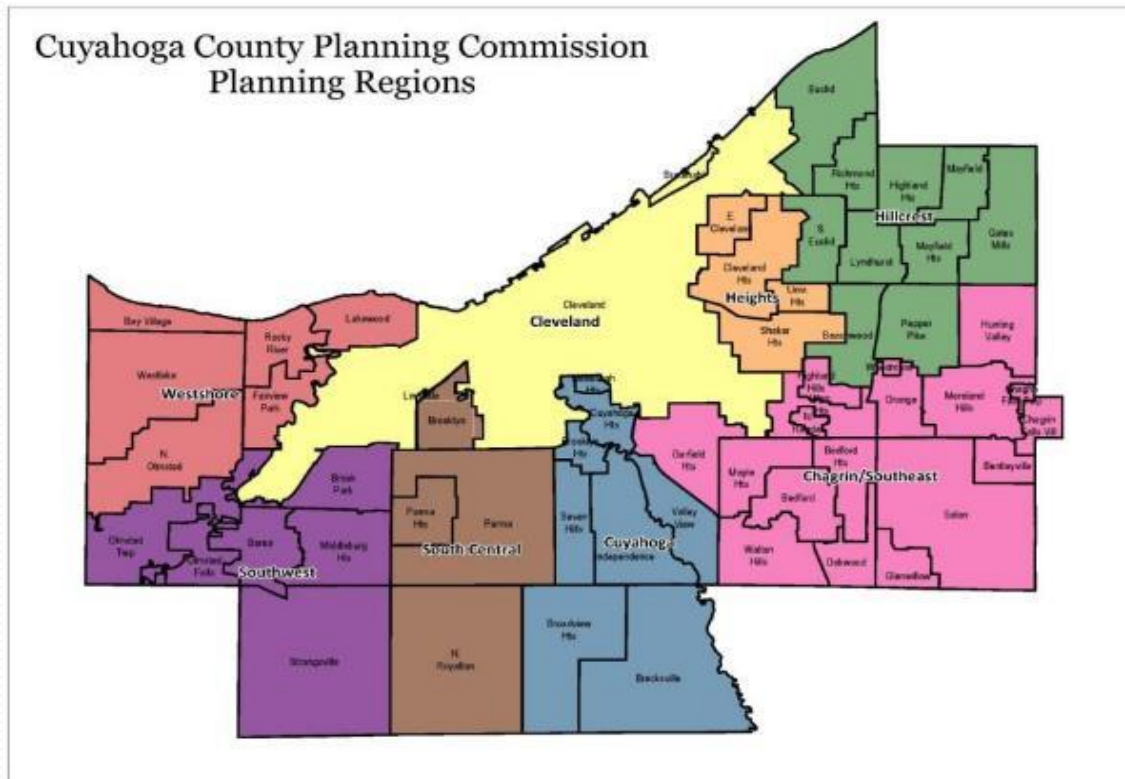 Cuyahoga County Planning Commission
Planning Regions
Euclid
Richmond
Hts
Highland
Hts
Mayfield
Hillcrest
Gates
Mills
E.
Cleveland
S.
Euclid
Lyndhurst
Mayfield
Hts
Cleveland
Hts
Univ.
Hts
Heights
Shaker
Hts
Beachwood
Pepper
Pike
Hunting
Valley
Cleveland
Cleveland
Bay Village
Rocky
River
Lakewood
Westlake
Westshore
Fairview
Park
N.
Olmsted
Brooklyn
Cuyahoga
Hts
Highland
Hills
Orange
Moreland
Hills
Chagrin
Garfield
Hts
Maple
Hts
Bedford
Hts
Chagrin/Southeast
Bentleyville
Bedford
Solon
Brook
Park
Parma
Hts
Parma
South Central
Seven
Hills
Valley
View
Cuyahoga
Independence
Walton
Hills
Oakwood
Glenwillow
Olmsted
Twp
Olmsted
Falls
Berea
Middleburg
Hts
Southwest
Strongsville
N.
Royalton
Broadview
Hts
Brecksville